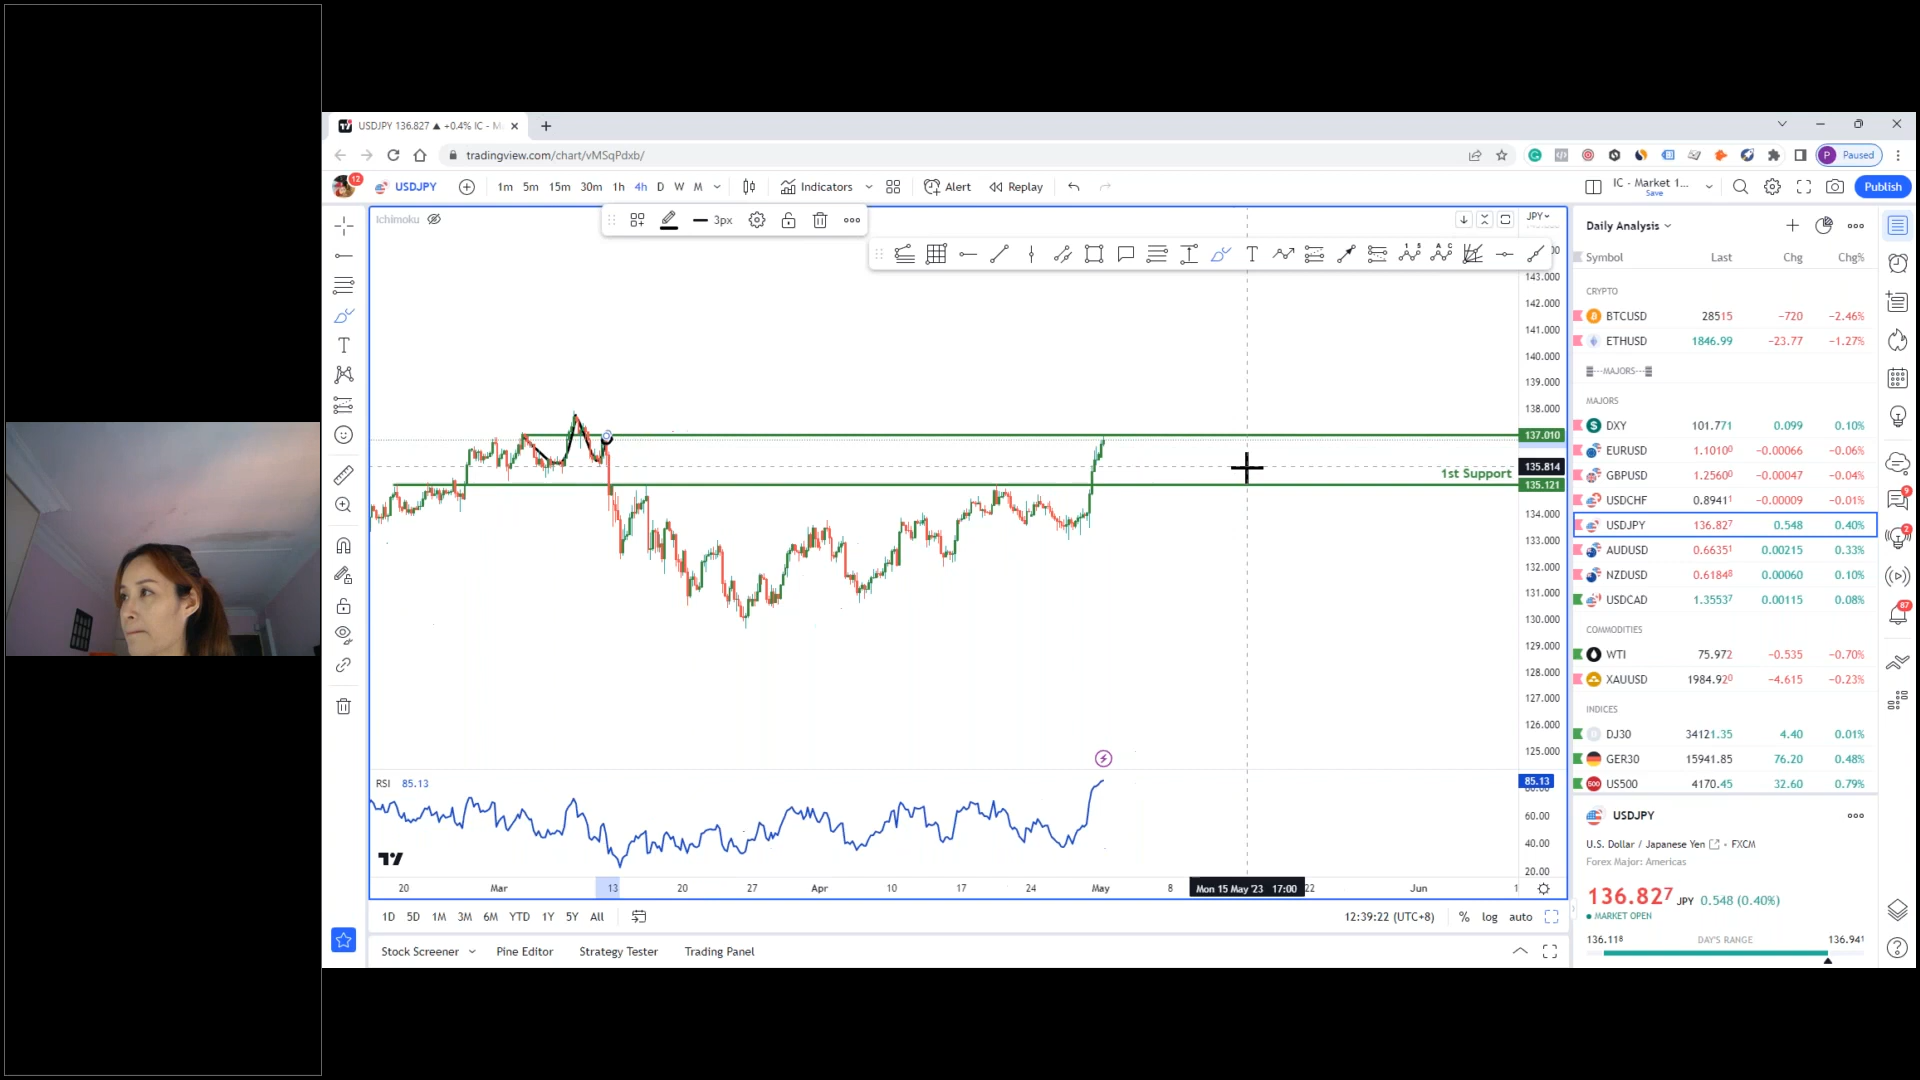 USDJPY 136.827 ▲ +0.4% IC - M
tradingview.com/chart/vMSqPdxb/
Paused
12
USDJPY
1m 5m 15m 30m 1h 4h D W M
Indicators
Alert
Replay
IC - Market 1...
Save
Publish
Ichimoku
3px
JPY
Daily Analysis
Symbol Last Chg Chg%
CRYPTO
BTCUSD 28515 −720 −2.46%
ETHUSD 1846.99 −23.77 −1.27%
---MAJORS---
MAJORS
DXY 101.771 0.099 0.10%
EURUSD 1.10100 −0.00066 −0.06%
GBPUSD 1.25600 −0.00047 −0.04%
USDCHF 0.89411 −0.00009 −0.01%
USDJPY 136.827 0.548 0.40%
AUDUSD 0.66351 0.00215 0.33%
NZDUSD 0.61848 0.00060 0.10%
USDCAD 1.35537 0.00115 0.08%
COMMODITIES
WTI 75.972 −0.535 −0.70%
XAUUSD 1984.920 −4.615 −0.23%
INDICES
DJ30 34121.35 4.40 0.01%
GER30 15941.85 76.20 0.48%
US500 4170.45 32.60 0.79%
143.000
142.000
141.000
140.000
139.000
138.000
137.010
135.814
1st Support
135.121
134.000
133.000
132.000
131.000
130.000
129.000
128.000
127.000
126.000
125.000
RSI 85.13
85.13
60.00
40.00
20.00
20 Mar 13 20 27 Apr 10 17 24 May 8 Mon 15 May '23 17:00 22 Jun 1
1D 5D 1M 3M 6M YTD 1Y 5Y All
12:39:22 (UTC+8) % log auto
Stock Screener Pine Editor Strategy Tester Trading Panel
USDJPY
U.S. Dollar / Japanese Yen • FXCM
Forex Major: Americas
136.827 JPY 0.548 (0.40%)
MARKET OPEN
136.118 DAY'S RANGE 136.941
9
2
87